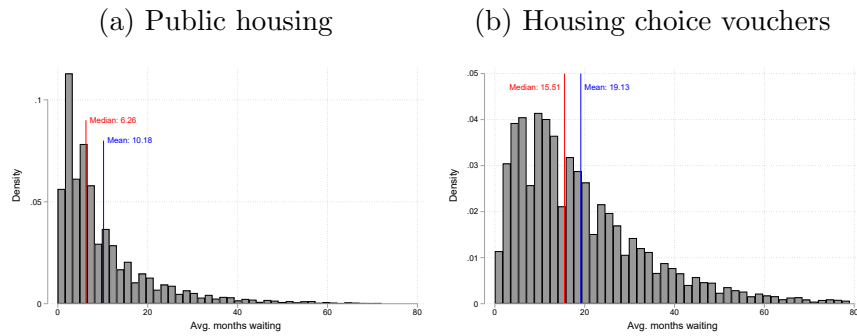 (a) Public housing
.1
.05
0
Density
Median: 6.26
Mean: 10.18
0 20 40 60 80
Avg. months waiting
(b) Housing choice vouchers
.05
.04
.03
.02
.01
0
Density
Median: 15.51
Mean: 19.13
0 20 40 60 80
Avg. months waiting